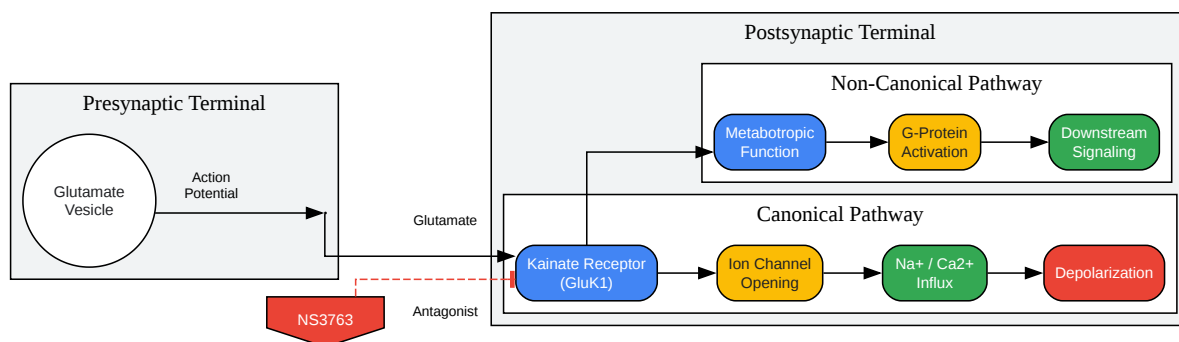 Postsynaptic Terminal
Presynaptic Terminal
Glutamate
Vesicle
Action
Potential
Non-Canonical Pathway
Metabotropic
Function
G-Protein
Activation
Downstream
Signaling
Canonical Pathway
Glutamate
Kainate Receptor
(GluK1)
Ion Channel
Opening
Na+ / Ca2+
Influx
Depolarization
NS3763
Antagonist